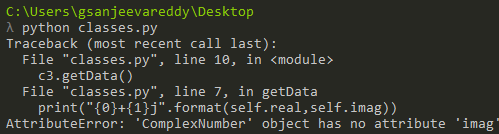 C:\Users\gsanjeevareddy\Desktop
λ python classes.py
Traceback (most recent call last):
  File "classes.py", line 10, in <module>
    c3.getData()
  File "classes.py", line 7, in getData
    print("{0}+{1}j".format(self.real,self.imag))
AttributeError: 'ComplexNumber' object has no attribute 'imag'